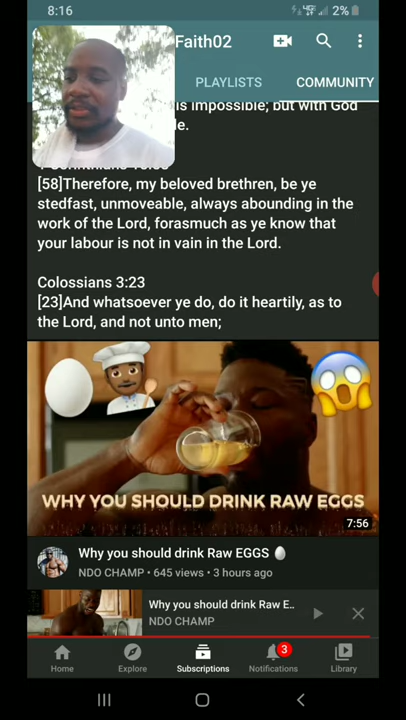 8:16
2%
Faith02
PLAYLISTS
COMMUNITY
is impossible; but with God
[58]Therefore, my beloved brethren, be ye
stedfast, unmoveable, always abounding in the
work of the Lord, forasmuch as ye know that
your labour is not in vain in the Lord.
Colossians 3:23
[23]And whatsoever ye do, do it heartily, as to
the Lord, and not unto men;
WHY YOU SHOULD DRINK RAW EGGS
7:56
Why you should drink Raw EGGS 🥚
NDO CHAMP • 645 views • 3 hours ago
Why you should drink Raw E..
NDO CHAMP
3
Home
Explore
Subscriptions
Notifications
Library